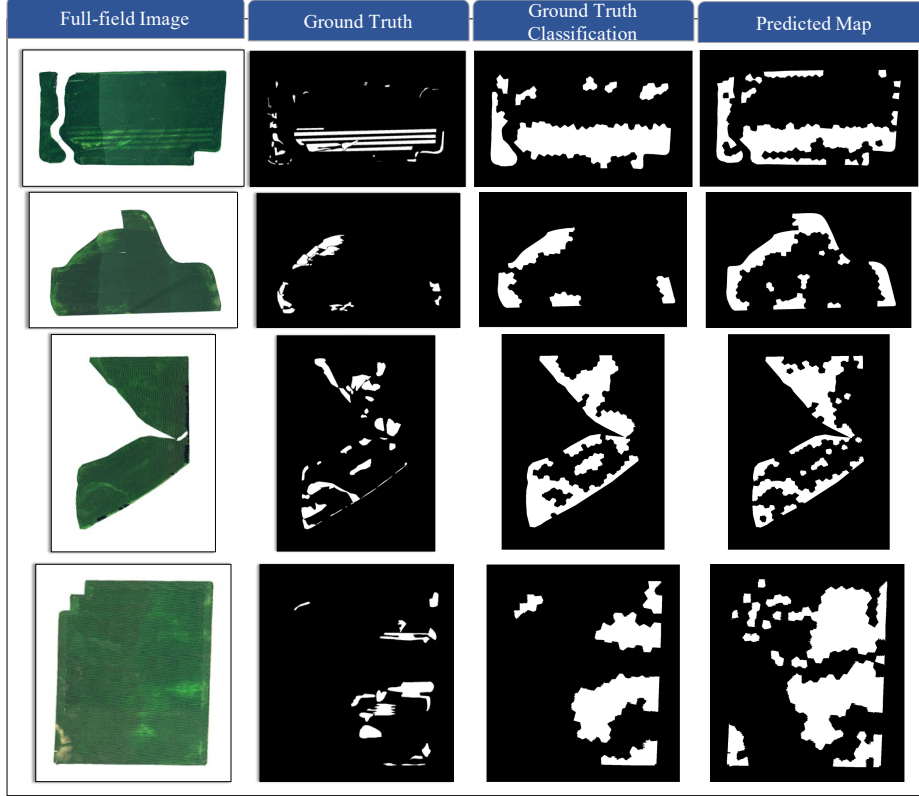 Full-field Image
Ground Truth
Ground Truth
Classification
Predicted Map